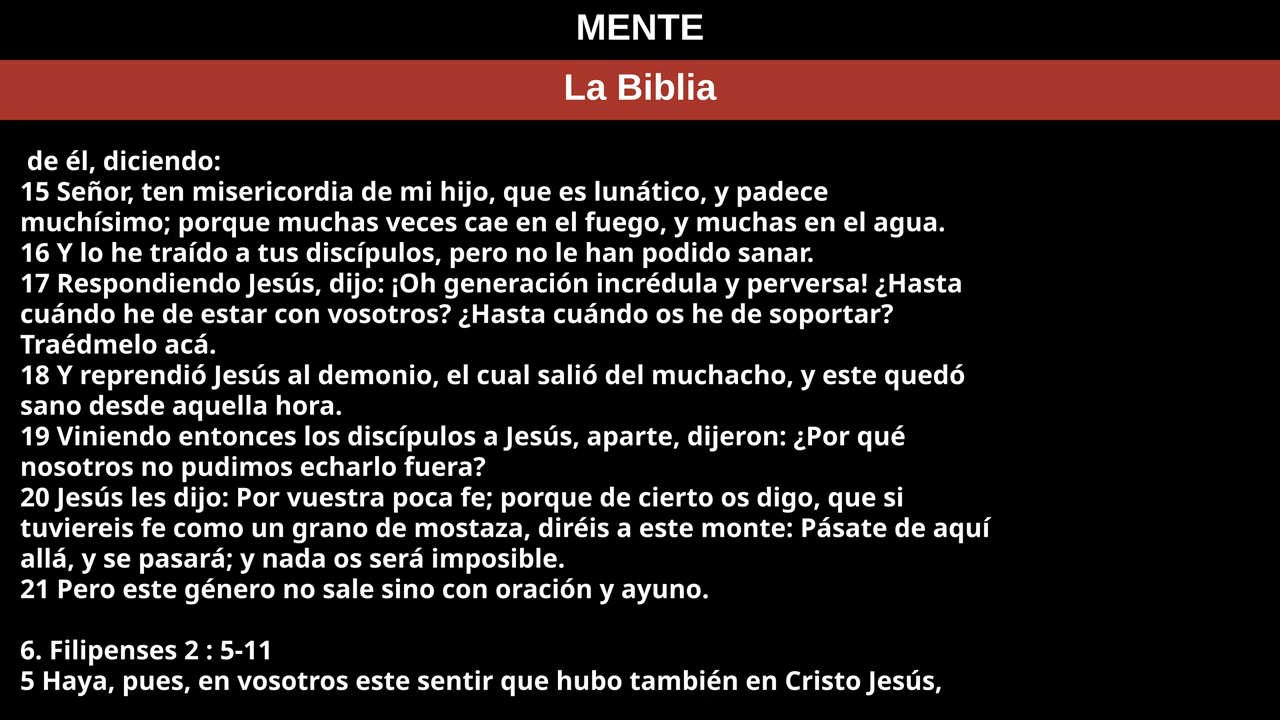 MENTE
La Biblia
de él, diciendo:
15 Señor, ten misericordia de mi hijo, que es lunático, y padece
muchísimo; porque muchas veces cae en el fuego, y muchas en el agua.
16 Y lo he traído a tus discípulos, pero no le han podido sanar.
17 Respondiendo Jesús, dijo: ¡Oh generación incrédula y perversa! ¿Hasta
cuándo he de estar con vosotros? ¿Hasta cuándo os he de soportar?
Traédmelo acá.
18 Y reprendió Jesús al demonio, el cual salió del muchacho, y este quedó
sano desde aquella hora.
19 Viniendo entonces los discípulos a Jesús, aparte, dijeron: ¿Por qué
nosotros no pudimos echarlo fuera?
20 Jesús les dijo: Por vuestra poca fe; porque de cierto os digo, que si
tuviereis fe como un grano de mostaza, diréis a este monte: Pásate de aquí
allá, y se pasará; y nada os será imposible.
21 Pero este género no sale sino con oración y ayuno.
6. Filipenses 2 : 5-11
5 Haya, pues, en vosotros este sentir que hubo también en Cristo Jesús,